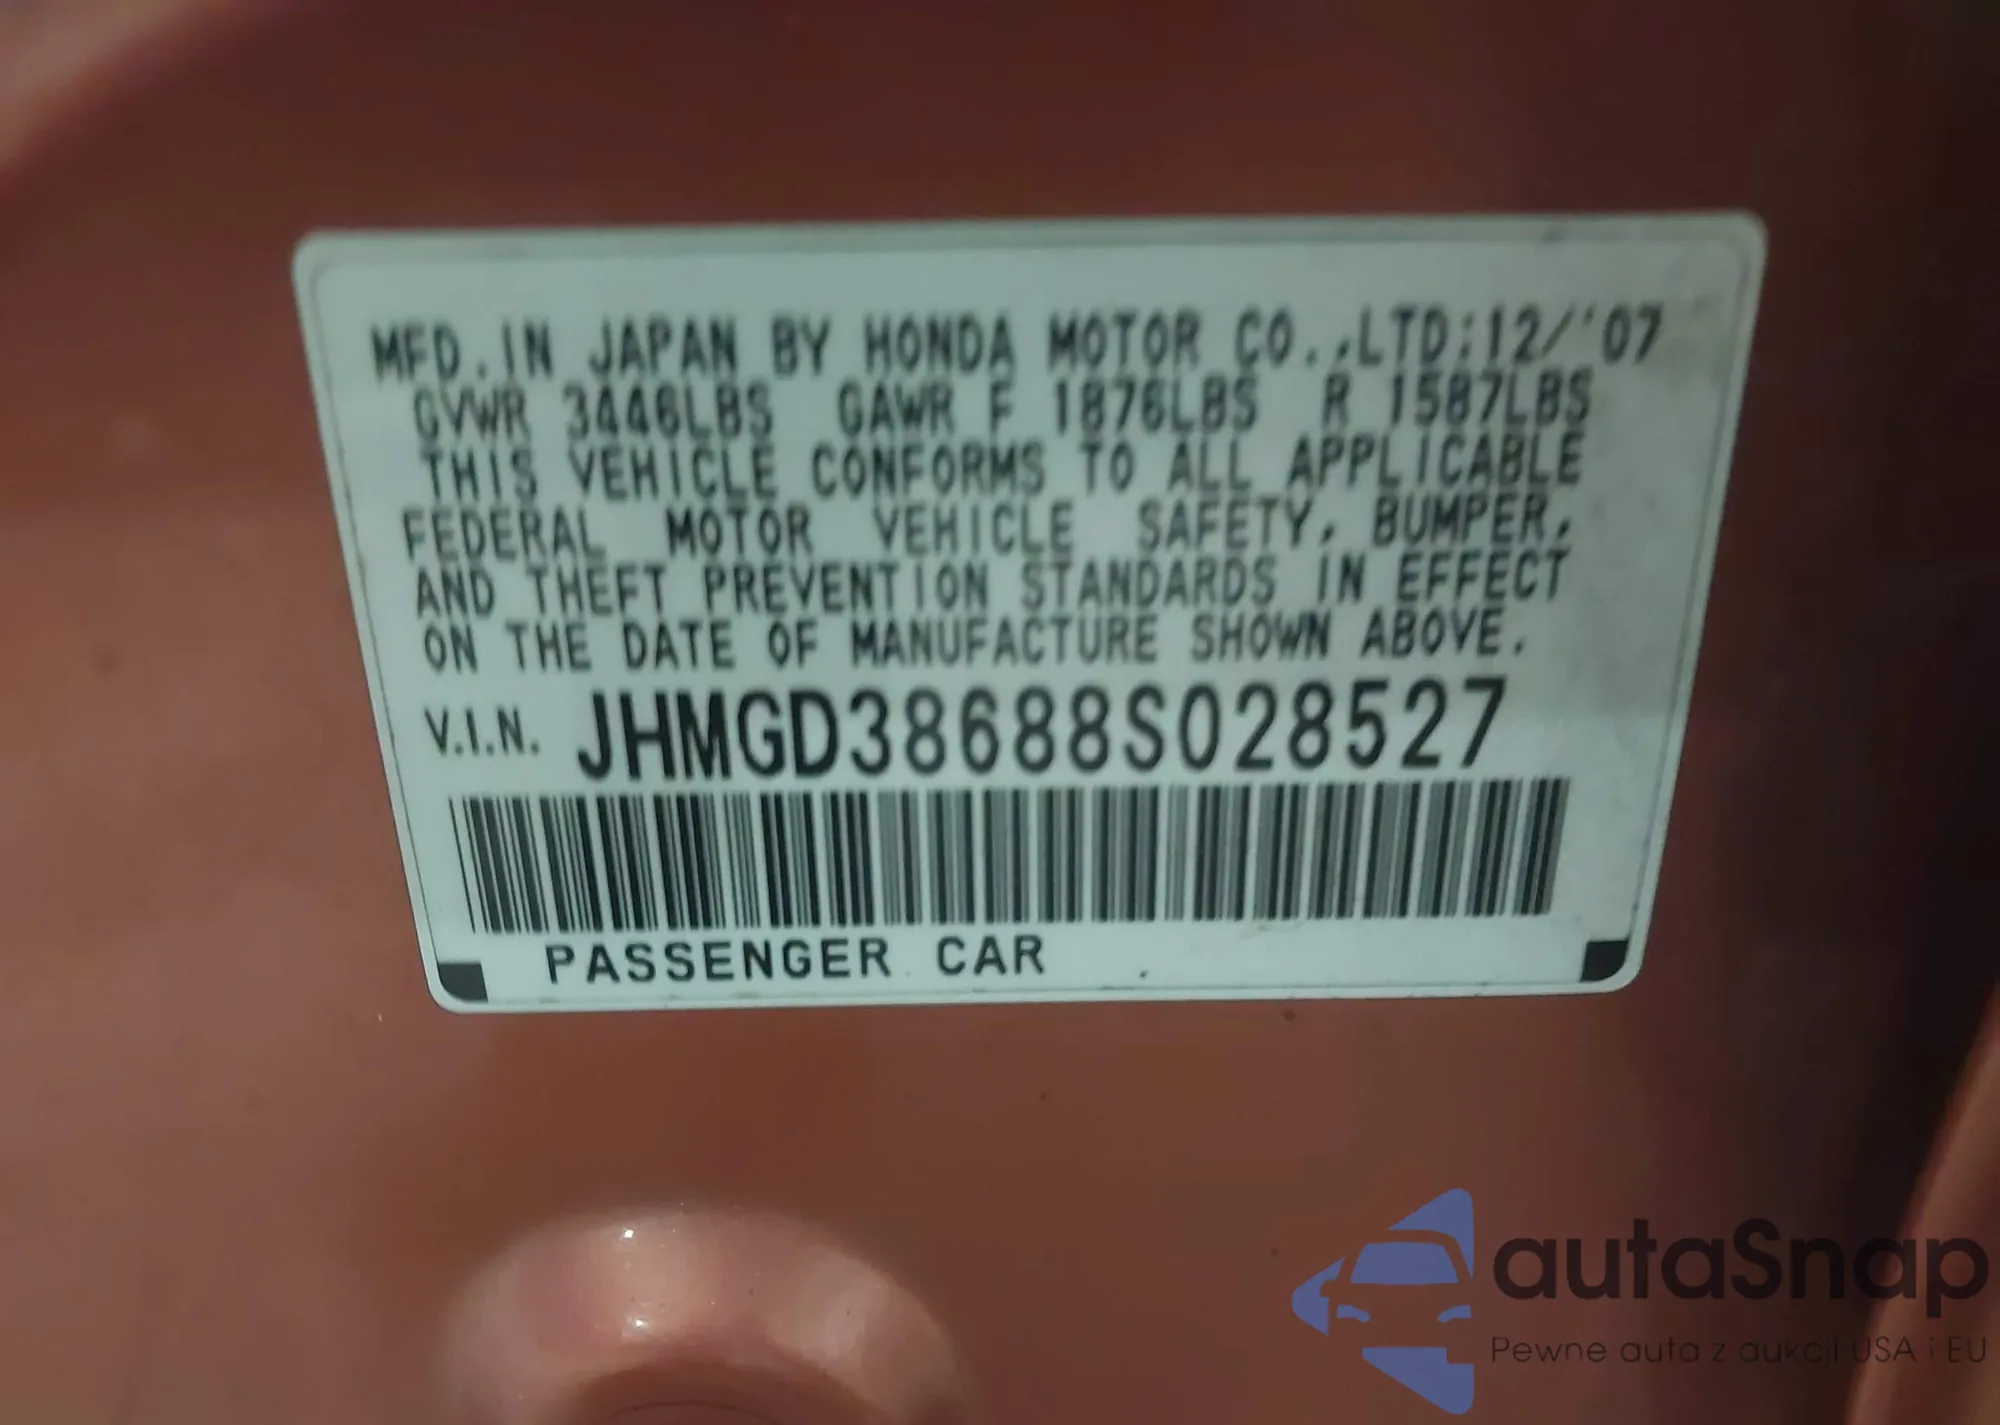 MFD.IN JAPAN BY HONDA MOTOR CO.,LTD:12/'07
GVWR 3446LBS GAWR F 1876LBS R 1587LBS
THIS VEHICLE CONFORMS TO ALL APPLICABLE
FEDERAL MOTOR VEHICLE SAFETY, BUMPER,
AND THEFT PREVENTION STANDARDS IN EFFECT
ON THE DATE OF MANUFACTURE SHOWN ABOVE.
V.I.N. JHMGD38688S028527
PASSENGER CAR
autaSnap
Pewne auta z aukcji USA i EU